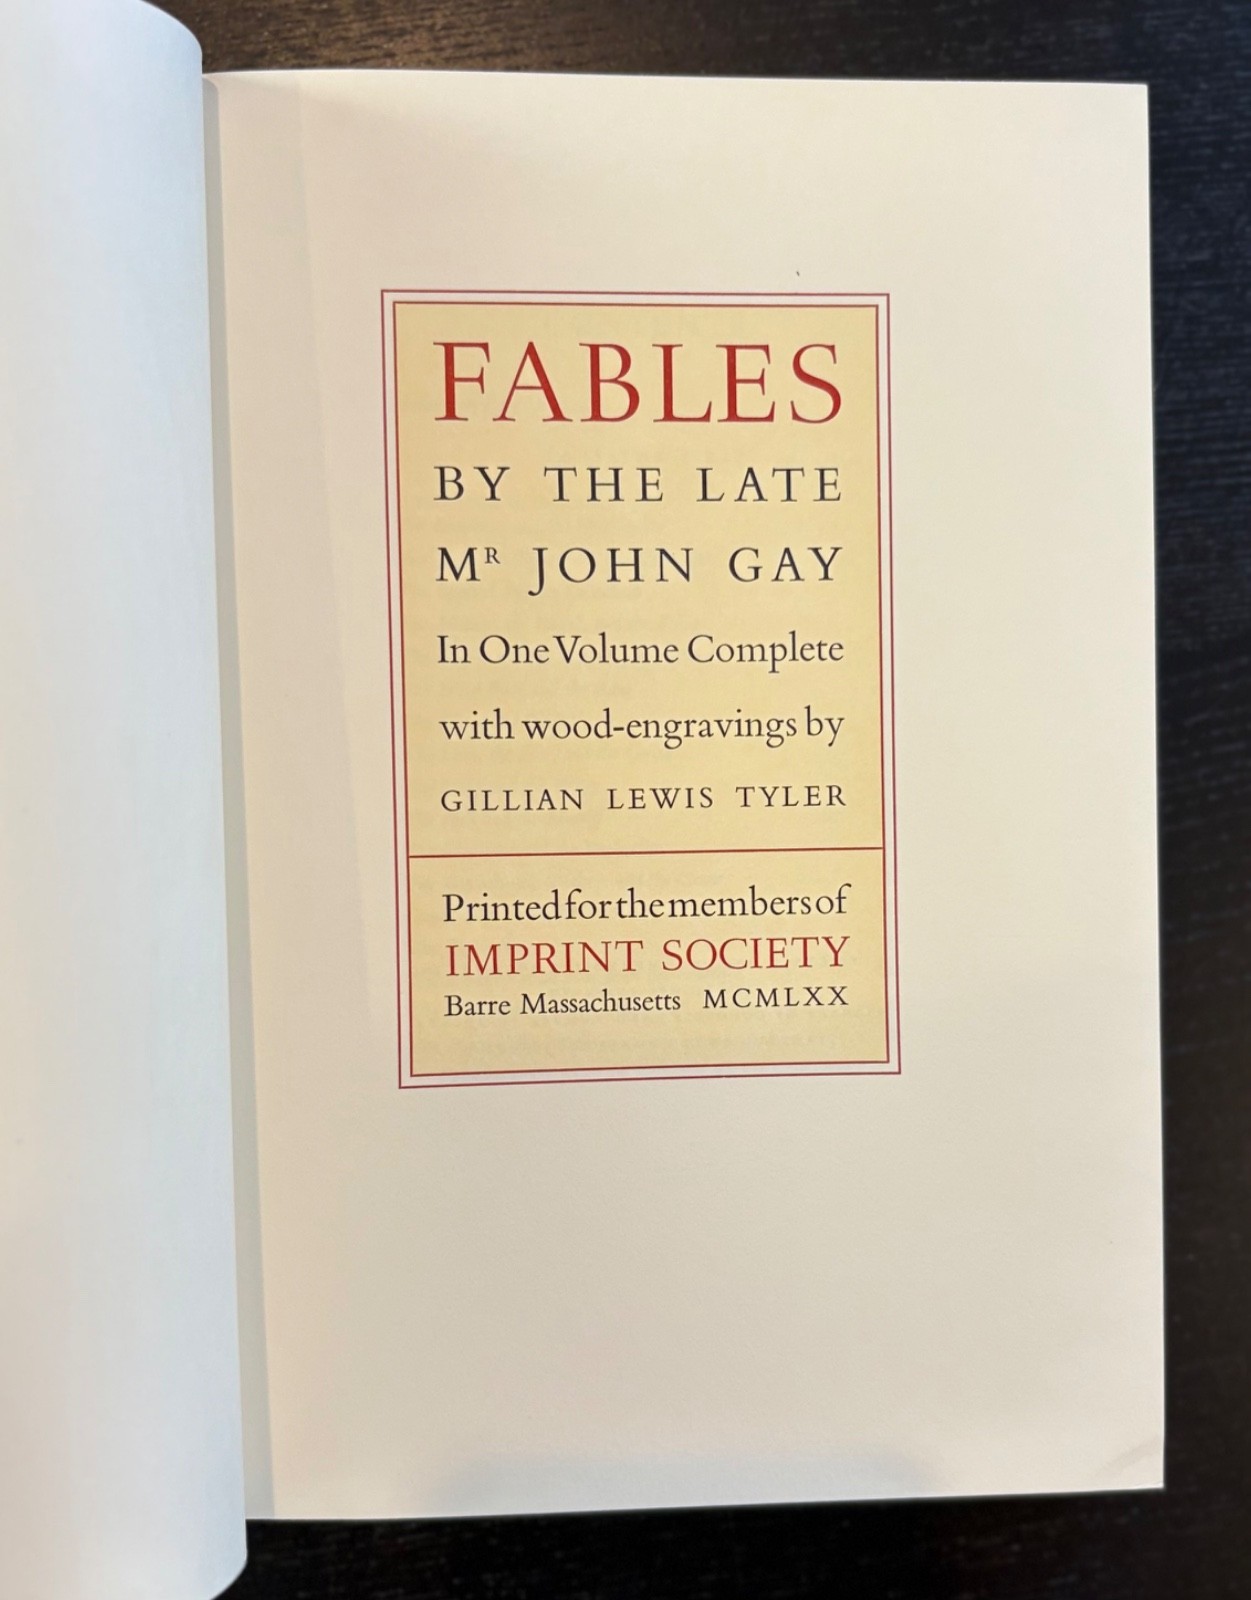 FABLES
BY THE LATE
Mᴿ JOHN GAY
In One Volume Complete
with wood-engravings by
GILLIAN LEWIS TYLER
Printed for the members of
IMPRINT SOCIETY
Barre Massachusetts MCMLXX